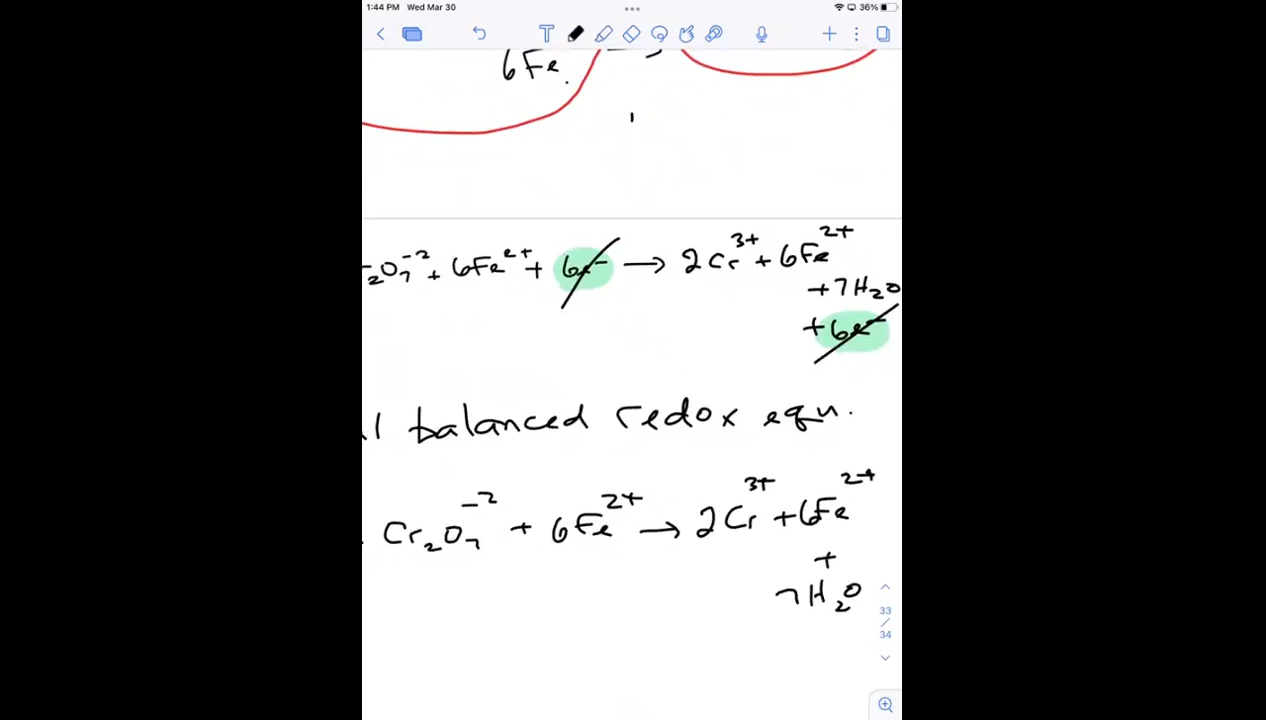 1:44 PM Wed Mar 30
36%
6Fe
₂O₇⁻² + 6Fe²⁺ + 6e⁻ → 2Cr³⁺ + 6Fe²⁺
+ 7H₂O
+ 6e⁻
l balanced redox equ.
Cr₂O₇⁻² + 6Fe²⁺ → 2Cr³⁺ + 6Fe²⁺
+
7H₂O
33
/
34